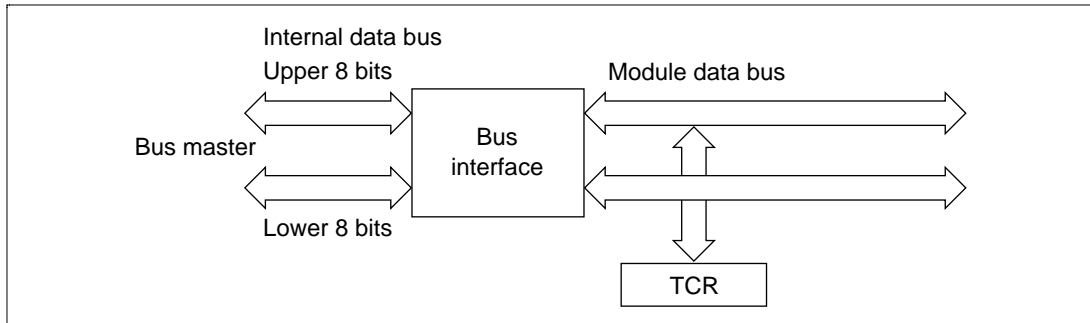 Internal data bus
Upper 8 bits
Module data bus
Bus master
Bus
interface
Lower 8 bits
TCR